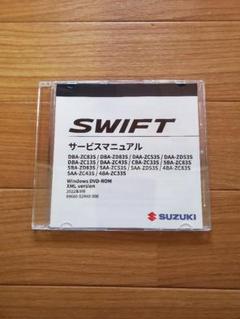 SWIFT
サービスマニュアル
DBA-ZC83S / DBA-ZD83S / DAA-ZC53S / DAA-ZD53S
DBA-ZC13S / DAA-ZC43S / CBA-ZC33S / 5BA-ZC83S
5BA-ZD83S / 5AA-ZC53S / 5AA-ZD53S / 4BA-ZC83S
5AA-ZC43S / 4BA-ZC33S
Windows DVD-ROM
XML version
SUZUKI